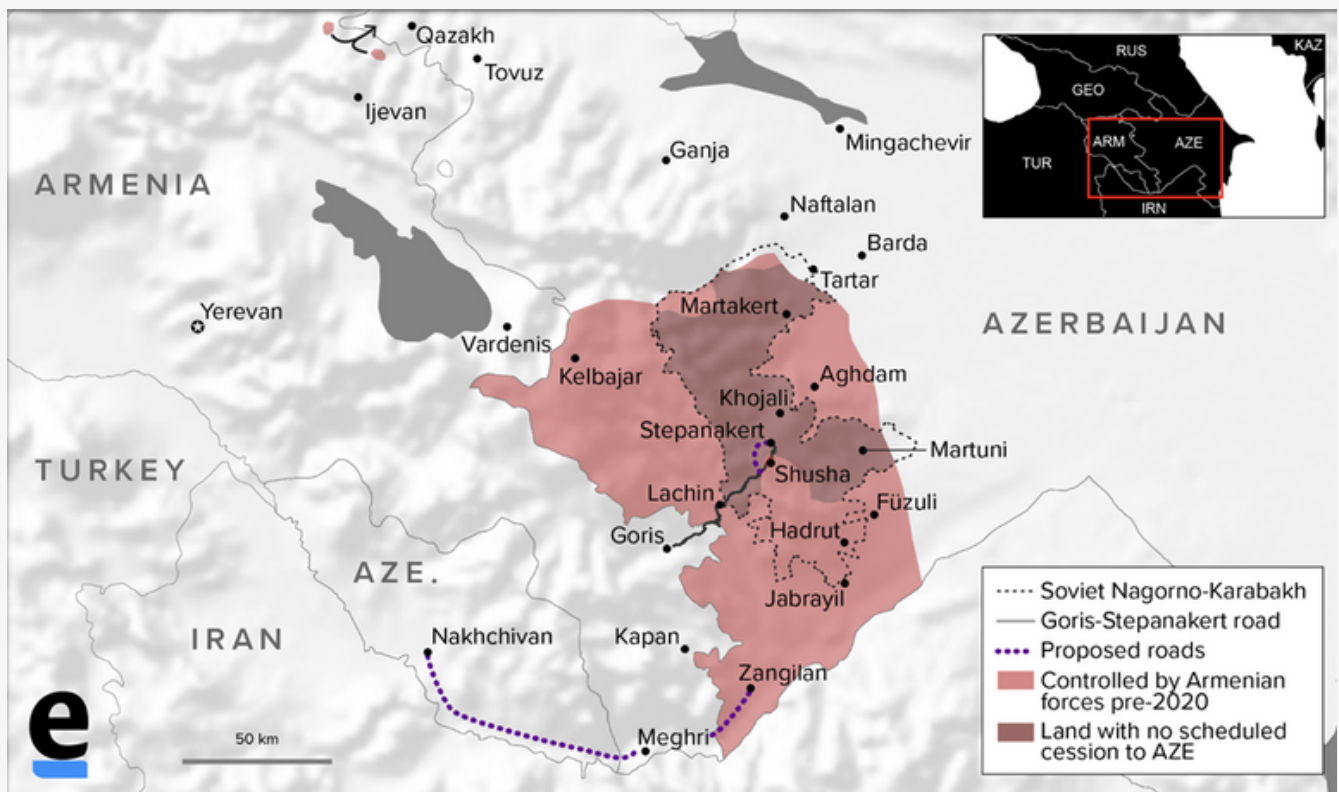 Qazakh
Tovuz
Ijevan
Mingachevir
Ganja
ARMENIA
Naftalan
Barda
Tartar
Martakert
Yerevan
AZERBAIJAN
Vardenis
Kelbajar
Aghdam
Khojali
Stepanakert
Martuni
TURKEY
Shusha
Lachin
Füzuli
Goris
Hadrut
AZE.
Jabrayil
IRAN
Nakhchivan
Kapan
Zangilan
Meghri
50 km
e
RUS
KAZ
GEO
ARM
AZE
TUR
IRN
Soviet Nagorno-Karabakh
Goris-Stepanakert road
Proposed roads
Controlled by Armenian
forces pre-2020
Land with no scheduled
cession to AZE